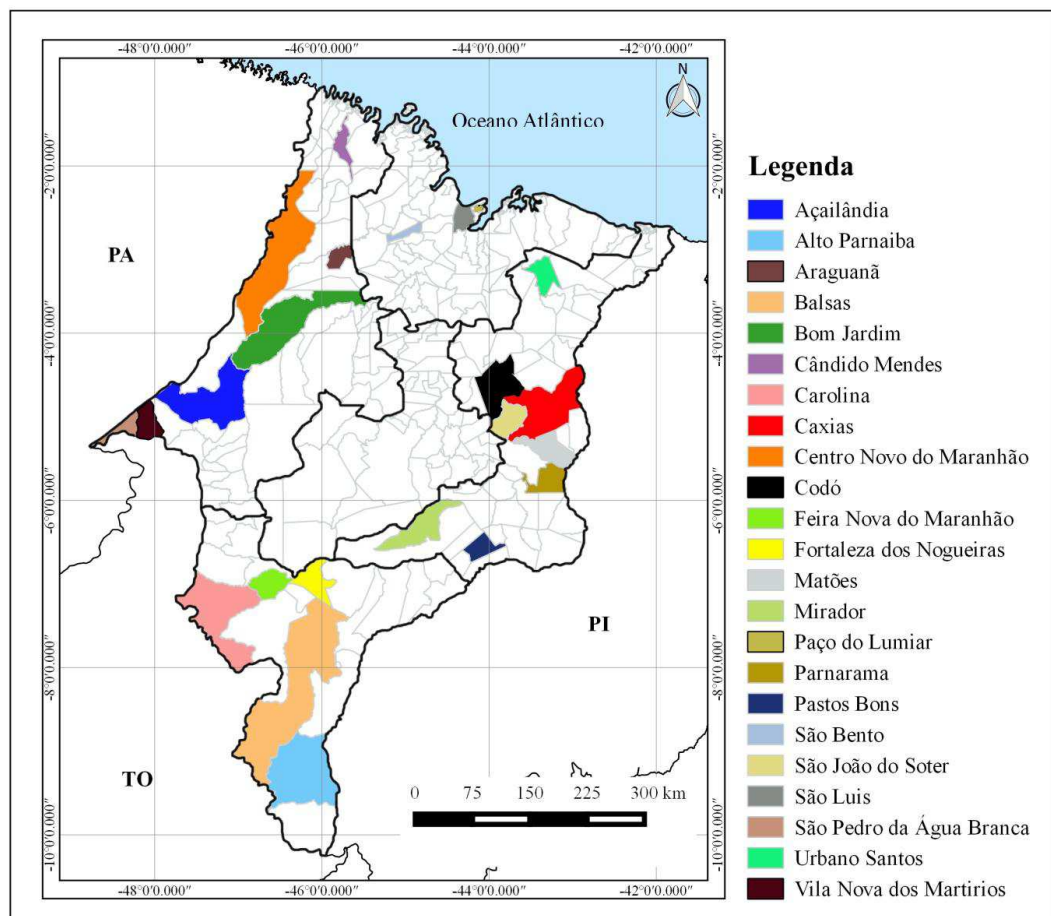 -48°0'0.000" -46°0'0.000" -44°0'0.000" -42°0'0.000"
N
Oceano Atlântico
-2°0'0.000" -2°0'0.000"
PA
-4°0'0.000" -4°0'0.000"
-6°0'0.000" -6°0'0.000"
PI
-8°0'0.000" -8°0'0.000"
TO
0 75 150 225 300 km
-10°0'0.000" -10°0'0.000"
-48°0'0.000" -46°0'0.000" -44°0'0.000" -42°0'0.000"
Legenda
Açailândia
Alto Parnaiba
Araguanã
Balsas
Bom Jardim
Cândido Mendes
Carolina
Caxias
Centro Novo do Maranhão
Codó
Feira Nova do Maranhão
Fortaleza dos Nogueiras
Matões
Mirador
Paço do Lumiar
Parnarama
Pastos Bons
São Bento
São João do Soter
São Luis
São Pedro da Água Branca
Urbano Santos
Vila Nova dos Martirios